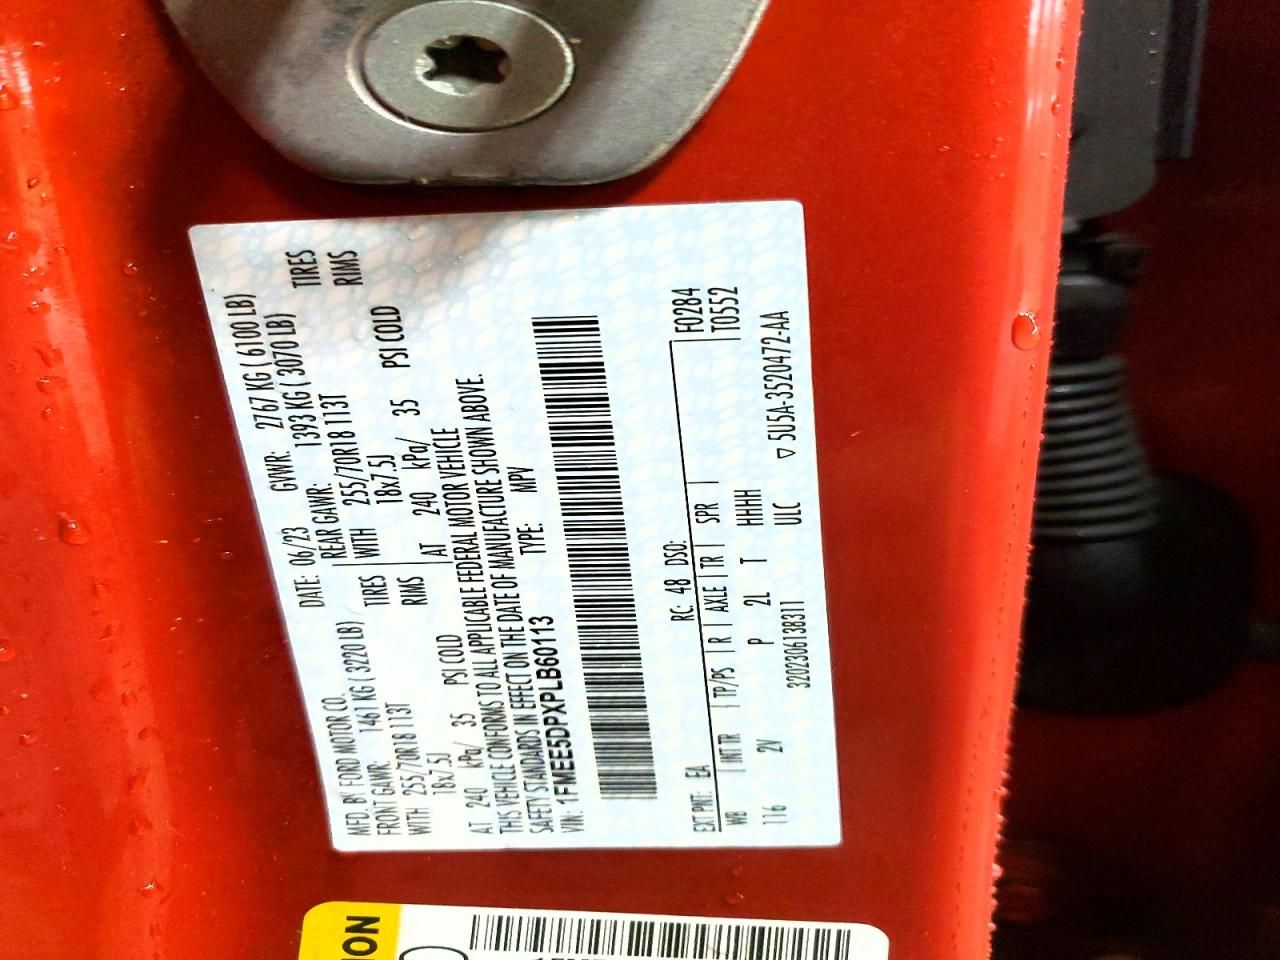 MFD. BY FORD MOTOR CO.
DATE: 06/23 GVWR: 2767 KG ( 6100 LB)
FRONT GAWR: 1461 KG ( 3220 LB) REAR GAWR: 1393 KG ( 3070 LB)
WITH 255/70R18 113T TIRES WITH 255/70R18 113T TIRES
18x7.5J RIMS 18x7.5J RIMS
AT 240 kPa/ 35 PSI COLD AT 240 kPa/ 35 PSI COLD
THIS VEHICLE CONFORMS TO ALL APPLICABLE FEDERAL MOTOR VEHICLE
SAFETY STANDARDS IN EFFECT ON THE DATE OF MANUFACTURE SHOWN ABOVE.
VIN: 1FMEE5DPXPLB60113 TYPE: MPV
EXT PNT: EA RC: 48 DSO: F0284
WB INT TR TP/PS R AXLE TR SPR T0552
116 2V P 2L T HHHH
320230613B311 ULC ▽ 5U5A-3520472-AA
ION